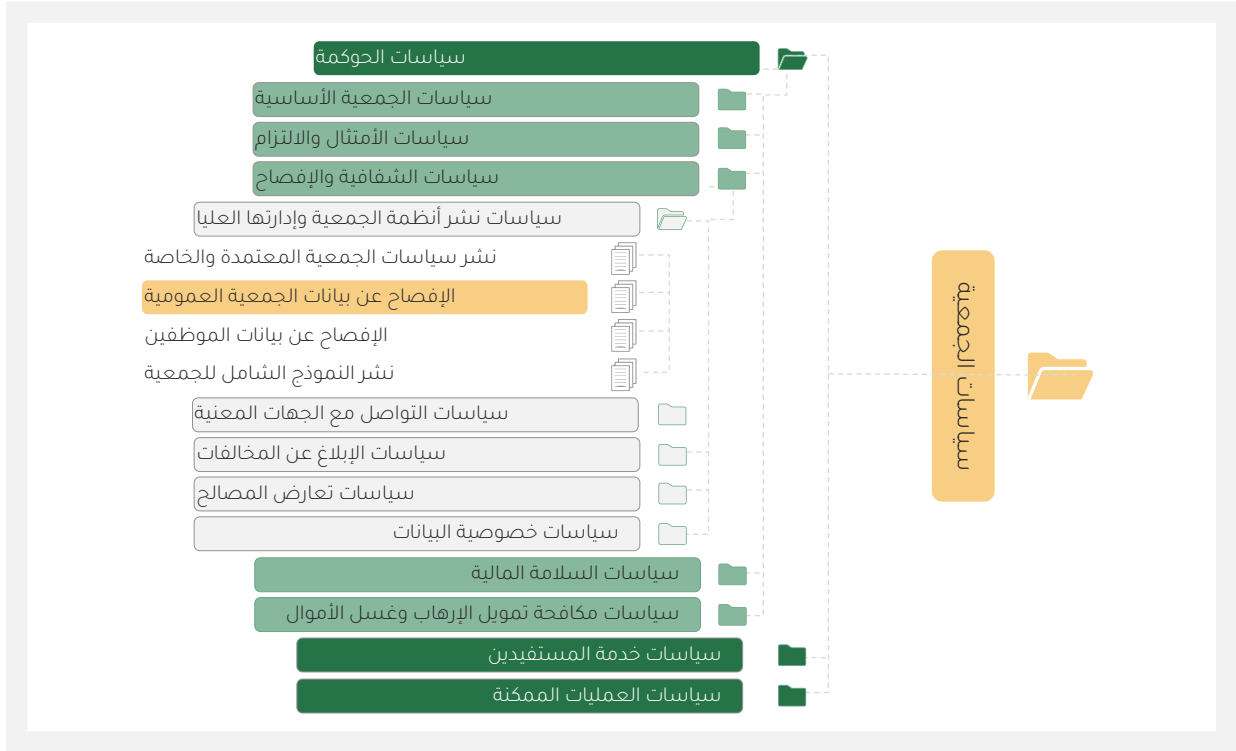 سياسات الجمعية
سياسات الحوكمة
سياسات الجمعية الأساسية
سياسات الأمتثال والالتزام
سياسات الشفافية والإفصاح
سياسات نشر أنظمة الجمعية وإدارتها العليا
نشر سياسات الجمعية المعتمدة والخاصة
الإفصاح عن بيانات الجمعية العمومية
الإفصاح عن بيانات الموظفين
نشر النموذج الشامل للجمعية
سياسات التواصل مع الجهات المعنية
سياسات الإبلاغ عن المخالفات
سياسات تعارض المصالح
سياسات خصوصية البيانات
سياسات السلامة المالية
سياسات مكافحة تمويل الإرهاب وغسل الأموال
سياسات خدمة المستفيدين
سياسات العمليات الممكنة